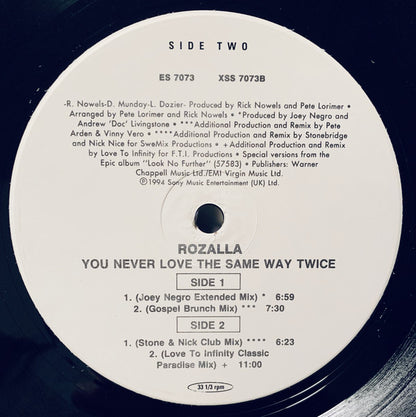 SIDE TWO
ES 7073 XSS 7073B
-R. Nowels-D. Munday-L. Dozier- Produced by Rick Nowels and Pete Lorimer •
Arranged by Pete Lorimer and Rick Nowels • *Produced by Joey Negro and
Andrew 'Doc' Livingstone • ***Additional Production and Remix by Pete
Arden & Vinny Vero • ****Additional Production and Remix by Stonebridge
and Nick Nice for SweMix Productions • + Additional Production and Remix
by Love To Infinity for F.T.I. Productions • Special versions from the
Epic album "Look No Further" (57583) • Publishers: Warner
Chappell Music Ltd./EMI Virgin Music Ltd.
℗1994 Sony Music Entertainment (UK) Ltd.
ROZALLA
YOU NEVER LOVE THE SAME WAY TWICE
SIDE 1
1. (Joey Negro Extended Mix) * 6:59
2. (Gospel Brunch Mix) *** 7:30
SIDE 2
1. (Stone & Nick Club Mix) **** 6:23
2. (Love To Infinity Classic
Paradise Mix) + 11:00
33 1/3 rpm